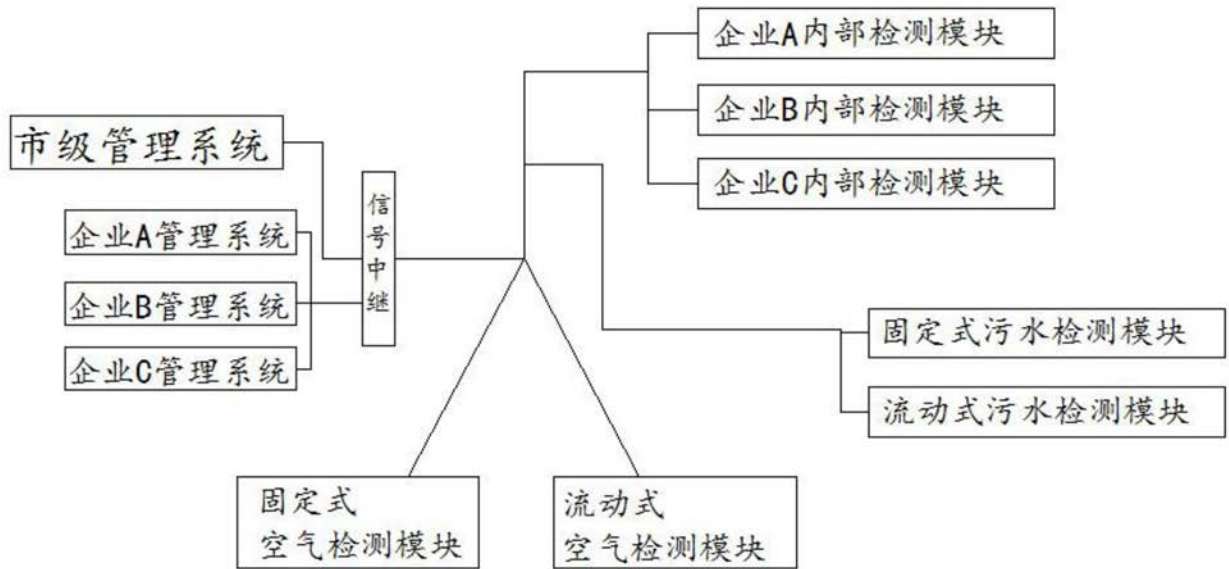 市级管理系统
企业A管理系统
企业B管理系统
企业C管理系统
信号中继
企业A内部检测模块
企业B内部检测模块
企业C内部检测模块
固定式污水检测模块
流动式污水检测模块
固定式
空气检测模块
流动式
空气检测模块